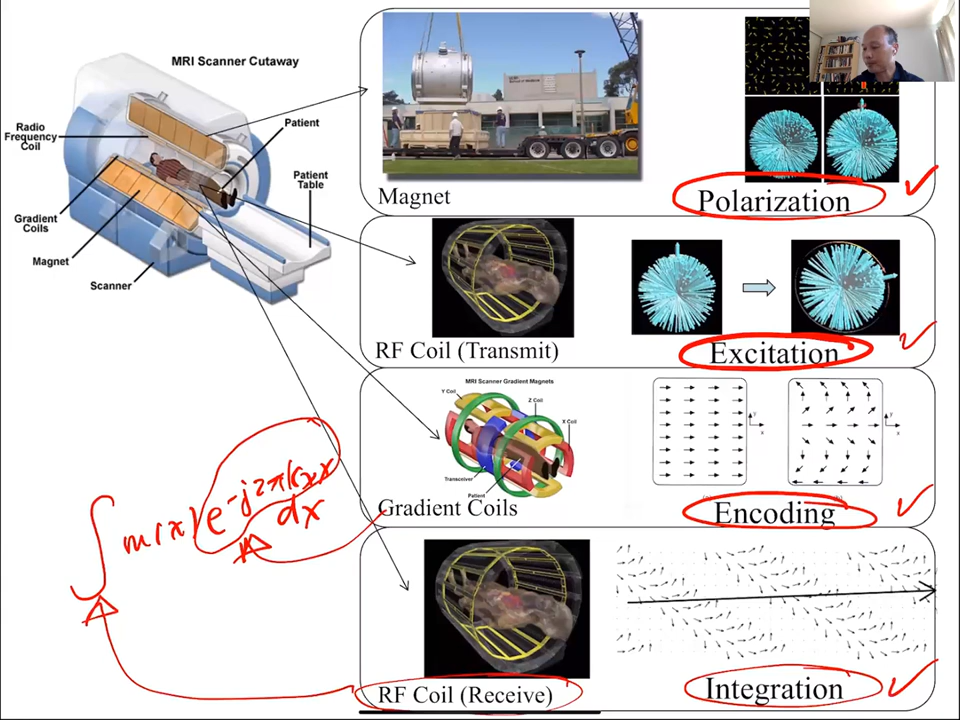 MRI Scanner Cutaway
Radio
Frequency
Coil
Patient
Patient
Table
Gradient
Coils
Magnet
Scanner
Magnet
Polarization
RF Coil (Transmit)
Excitation
MRI Scanner Gradient Magnets
Y Coil
Z Coil
X Coil
Transceiver
Patient
Gradient Coils
y
x
y
x
Encoding
∫ m(x) e^{-j2πk_x x} dx
RF Coil (Receive)
Integration